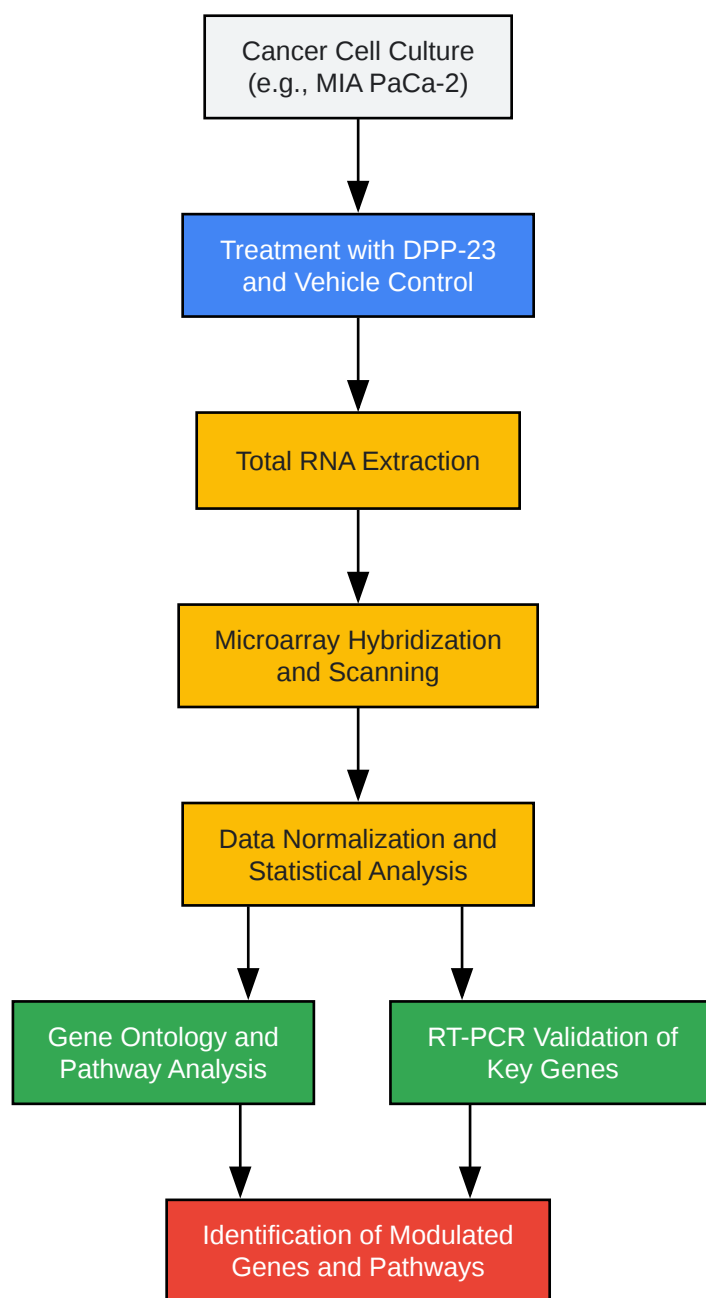 Cancer Cell Culture
(e.g., MIA PaCa-2)
Treatment with DPP-23
and Vehicle Control
Total RNA Extraction
Microarray Hybridization
and Scanning
Data Normalization and
Statistical Analysis
Gene Ontology and
Pathway Analysis
RT-PCR Validation of
Key Genes
Identification of Modulated
Genes and Pathways